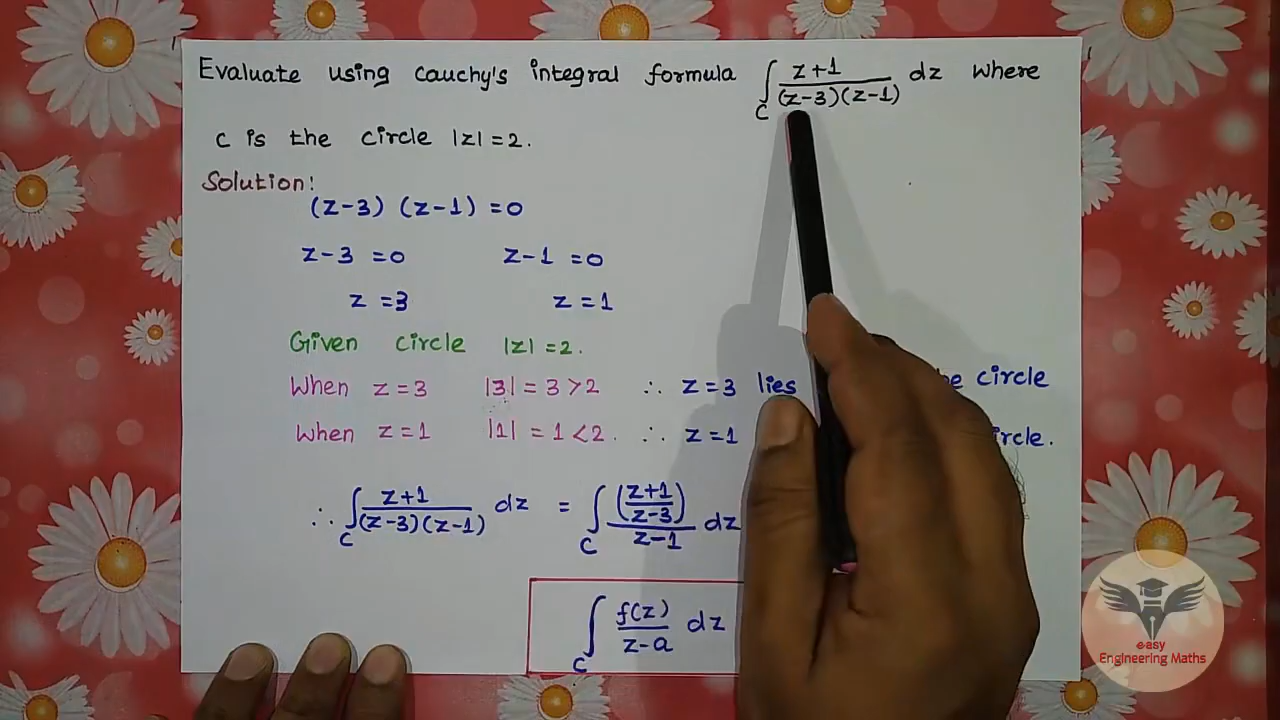 Evaluate using Cauchy's integral formula ∫_C (z+1)/((z-3)(z-1)) dz where
C is the circle |z|=2.
Solution:
(z-3) (z-1) =0
z-3 =0 z-1 =0
z =3 z =1
Given circle |z|=2.
When z=3 |3|=3>2 ∴ z=3 lies circle
When z=1 |1|=1<2. ∴ z=1
∴ ∫_C (z+1)/((z-3)(z-1)) dz = ∫_C ((z+1)/(z-3))/(z-1) dz
∫_C f(z)/(z-a) dz
easy
Engineering Maths